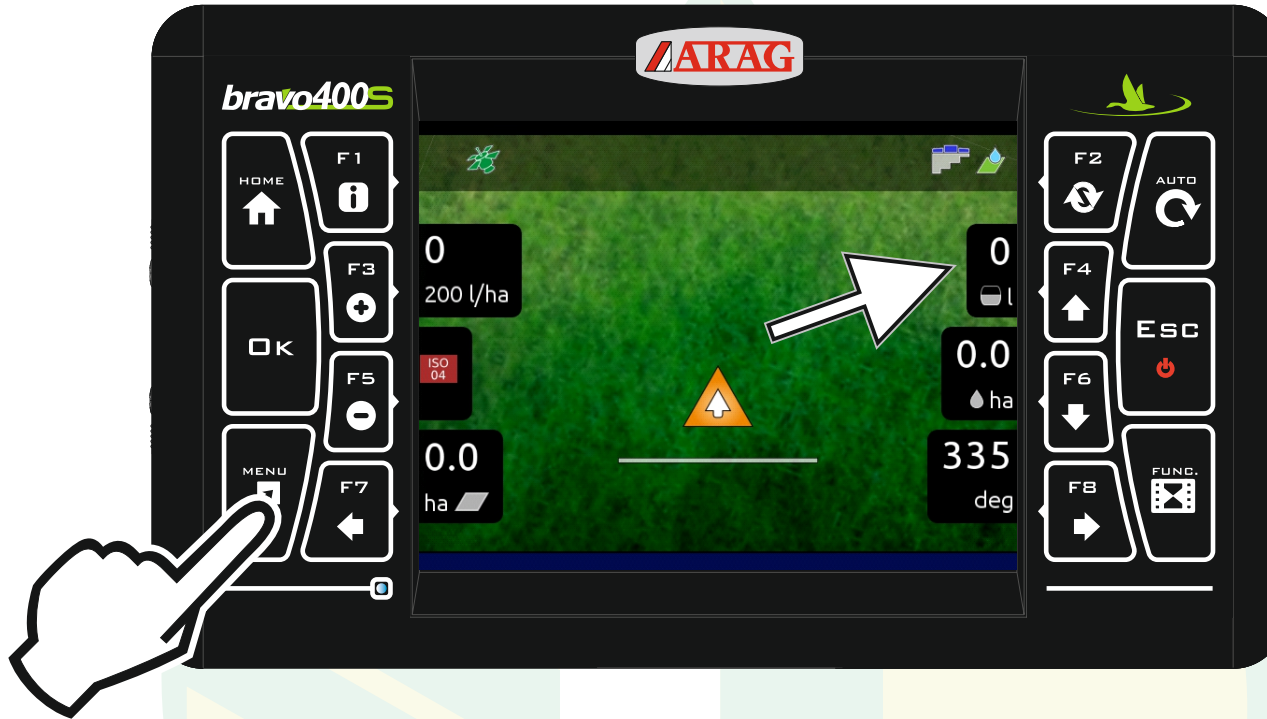 ARAG
bravo400S
HOME
F1
i
F3
OK
F5
MENU
F7
0
200 l/ha
ISO
04
0.0
ha
0
l
0.0
ha
335
deg
F2
AUTO
F4
ESC
F6
F8
FUNC.